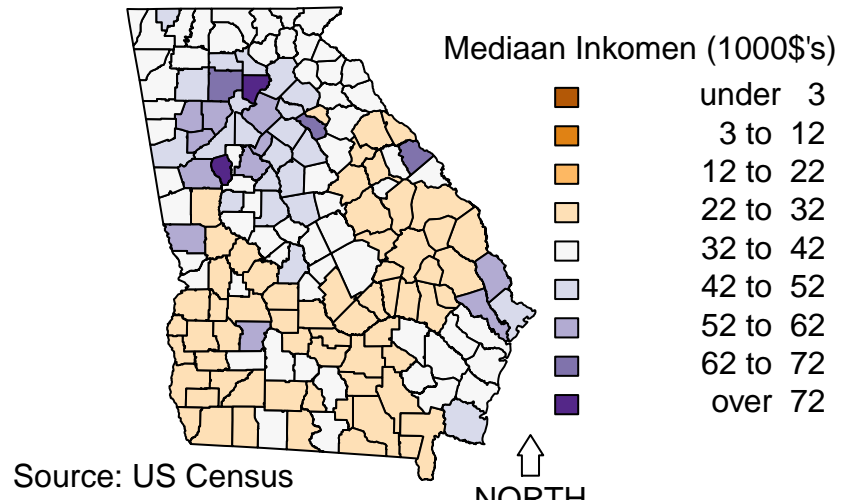 Mediaan Inkomen (1000$'s)
under 3
3 to 12
12 to 22
22 to 32
32 to 42
42 to 52
52 to 62
62 to 72
over 72
Source: US Census
NORTH